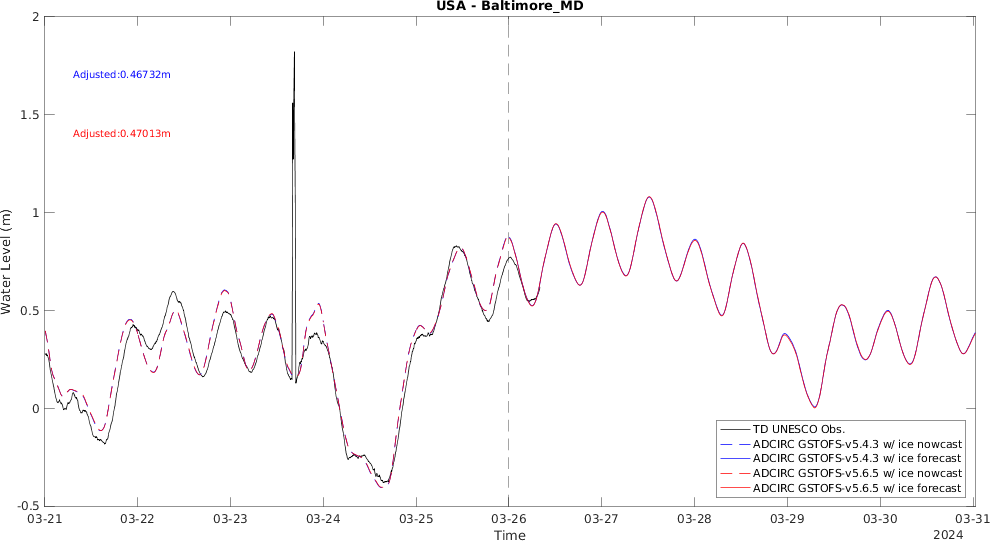 USA - Baltimore_MD
2
Adjusted:0.46732m
1.5
Adjusted:0.47013m
1
Water Level (m)
0.5
0
TD UNESCO Obs.
ADCIRC GSTOFS-v5.4.3 w/ ice nowcast
ADCIRC GSTOFS-v5.4.3 w/ ice forecast
ADCIRC GSTOFS-v5.6.5 w/ ice nowcast
ADCIRC GSTOFS-v5.6.5 w/ ice forecast
-0.5
03-21 03-22 03-23 03-24 03-25 03-26 03-27 03-28 03-29 03-30 03-31
Time
2024